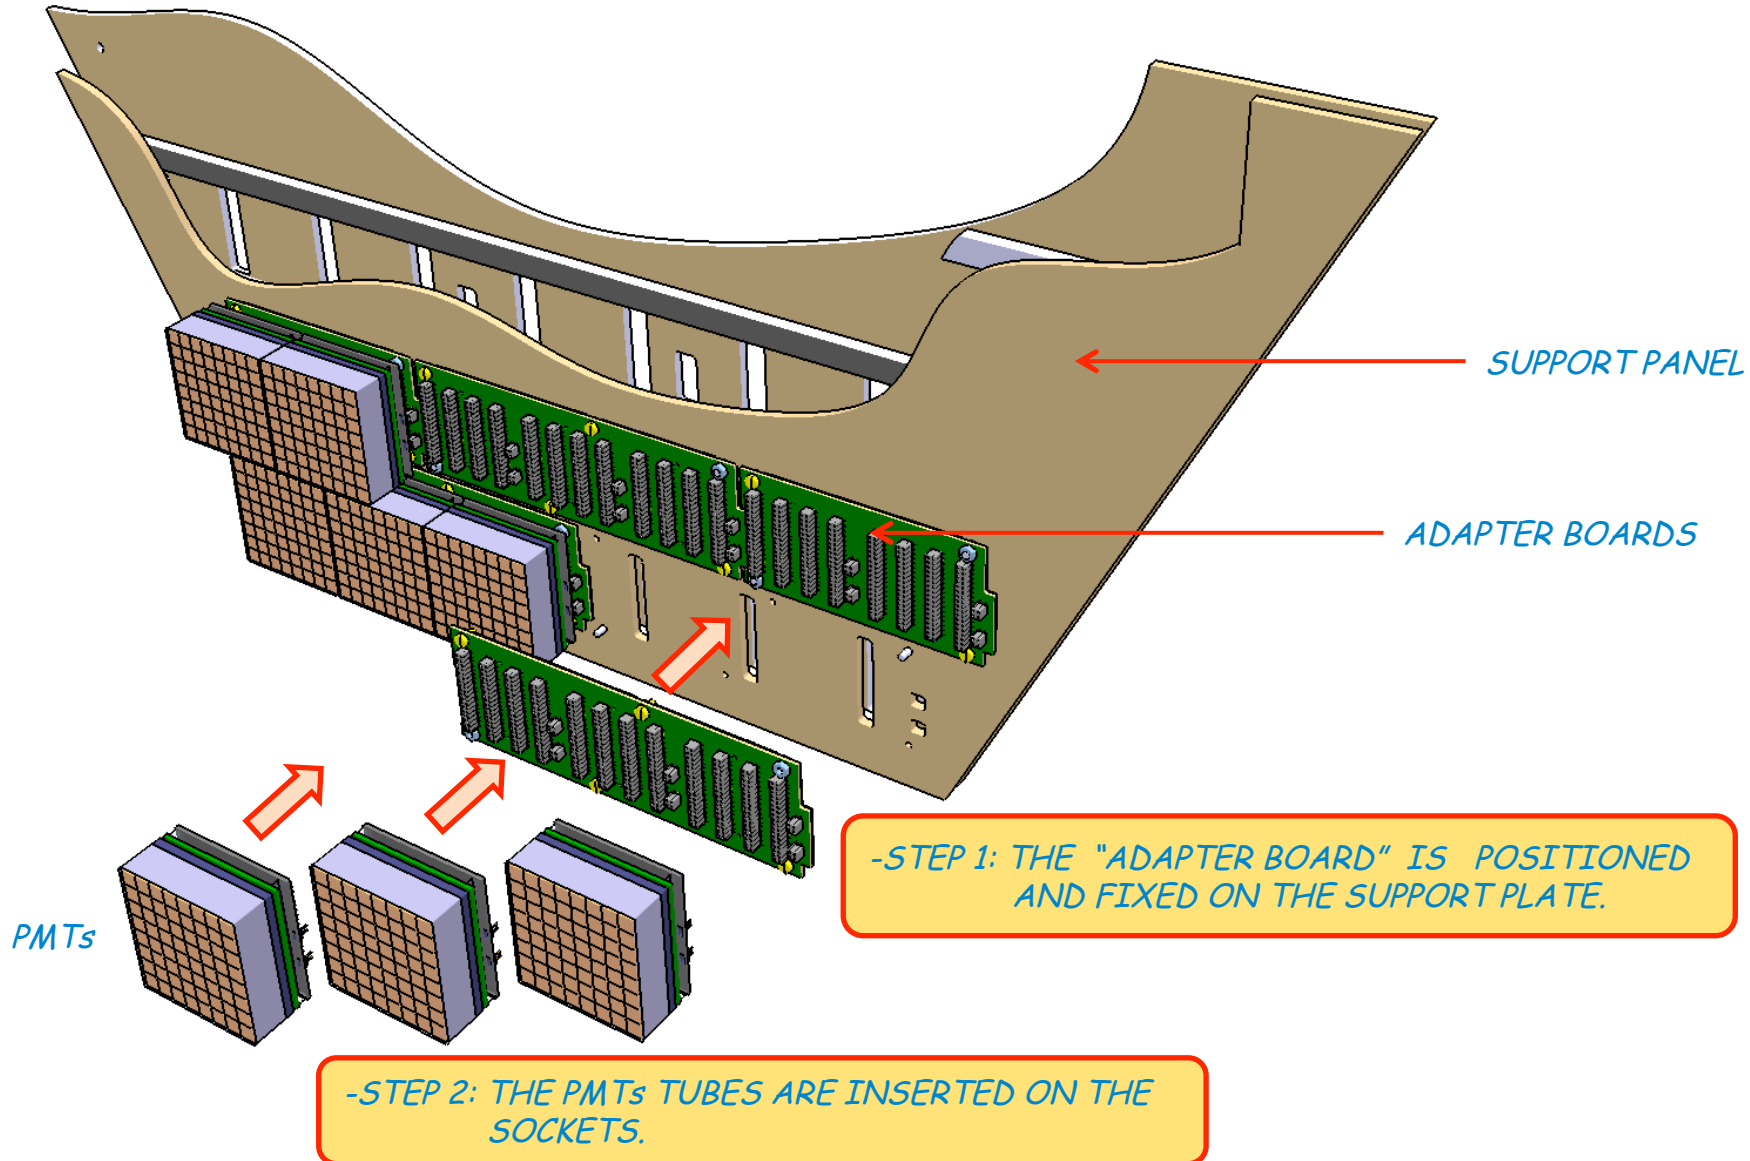 SUPPORT PANEL
ADAPTER BOARDS
-STEP 1: THE "ADAPTER BOARD" IS POSITIONED
AND FIXED ON THE SUPPORT PLATE.
PMTs
-STEP 2: THE PMTs TUBES ARE INSERTED ON THE
SOCKETS.